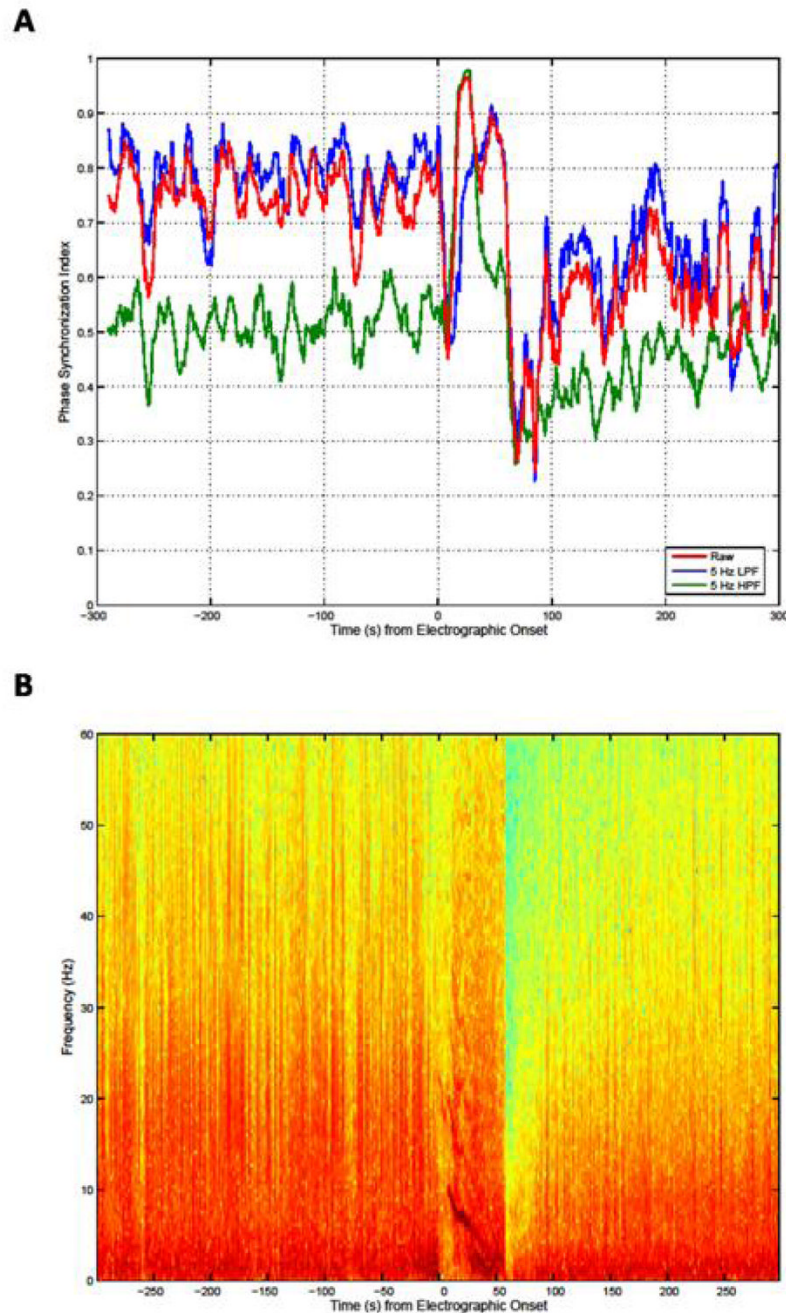 A
1
0.9
0.8
0.7
0.6
0.5
0.4
0.3
0.2
0.1
0
Phase Synchronization Index
Raw
5 Hz LPF
5 Hz HPF
−300 −200 −100 0 100 200 300
Time (s) from Electrographic Onset
B
60
50
40
30
20
10
0
Frequency (Hz)
−250 −200 −150 −100 −50 0 50 100 150 200 250
Time (s) from Electrographic Onset